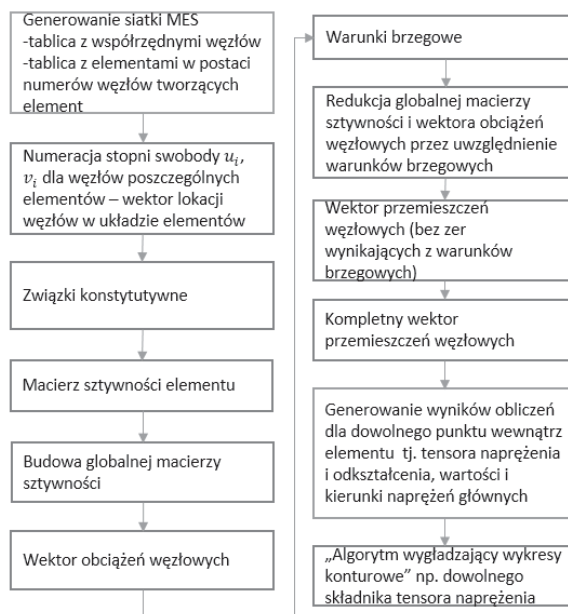 Generowanie siatki MES
-tablica z współrzędnymi węzłów
-tablica z elementami w postaci
numerów węzłów tworzących
element
Numeracja stopni swobody uᵢ,
vᵢ dla węzłów poszczególnych
elementów – wektor lokacji
węzłów w układzie elementów
Związki konstytutywne
Macierz sztywności elementu
Budowa globalnej macierzy
sztywności
Wektor obciążeń węzłowych
Warunki brzegowe
Redukcja globalnej macierzy
sztywności i wektora obciążeń
węzłowych przez uwzględnienie
warunków brzegowych
Wektor przemieszczeń
węzłowych (bez zer
wynikających z warunków
brzegowych)
Kompletny wektor
przemieszczeń węzłowych
Generowanie wyników obliczeń
dla dowolnego punktu wewnątrz
elementu tj. tensora naprężenia
i odkształcenia, wartości i
kierunki naprężeń głównych
„Algorytm wygładzający wykresy
konturowe” np. dowolnego
składnika tensora naprężenia